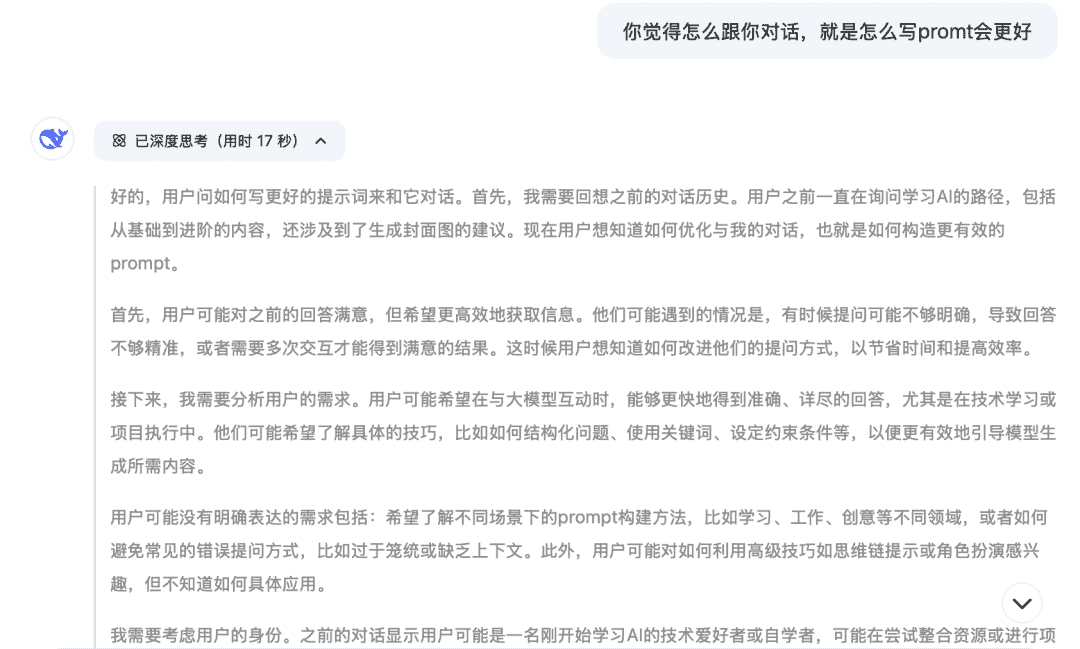 你觉得怎么跟你对话，就是怎么写promt会更好
已深度思考（用时 17 秒）
好的，用户问如何写更好的提示词来和它对话。首先，我需要回想之前的对话历史。用户之前一直在询问学习AI的路径，包括
从基础到进阶的内容，还涉及到了生成封面图的建议。现在用户想知道如何优化与我的对话，也就是如何构造更有效的
prompt。
首先，用户可能对之前的回答满意，但希望更高效地获取信息。他们可能遇到的情况是，有时候提问可能不够明确，导致回答
不够精准，或者需要多次交互才能得到满意的结果。这时候用户想知道如何改进他们的提问方式，以节省时间和提高效率。
接下来，我需要分析用户的需求。用户可能希望在与大模型互动时，能够更快地得到准确、详尽的回答，尤其是在技术学习或
项目执行中。他们可能希望了解具体的技巧，比如如何结构化问题、使用关键词、设定约束条件等，以便更有效地引导模型生
成所需内容。
用户可能没有明确表达的需求包括：希望了解不同场景下的prompt构建方法，比如学习、工作、创意等不同领域，或者如何
避免常见的错误提问方式，比如过于笼统或缺乏上下文。此外，用户可能对如何利用高级技巧如思维链提示或角色扮演感兴
趣，但不知道如何具体应用。
我需要考虑用户的身份。之前的对话显示用户可能是一名刚开始学习AI的技术爱好者或自学者，可能在尝试整合资源或进行项